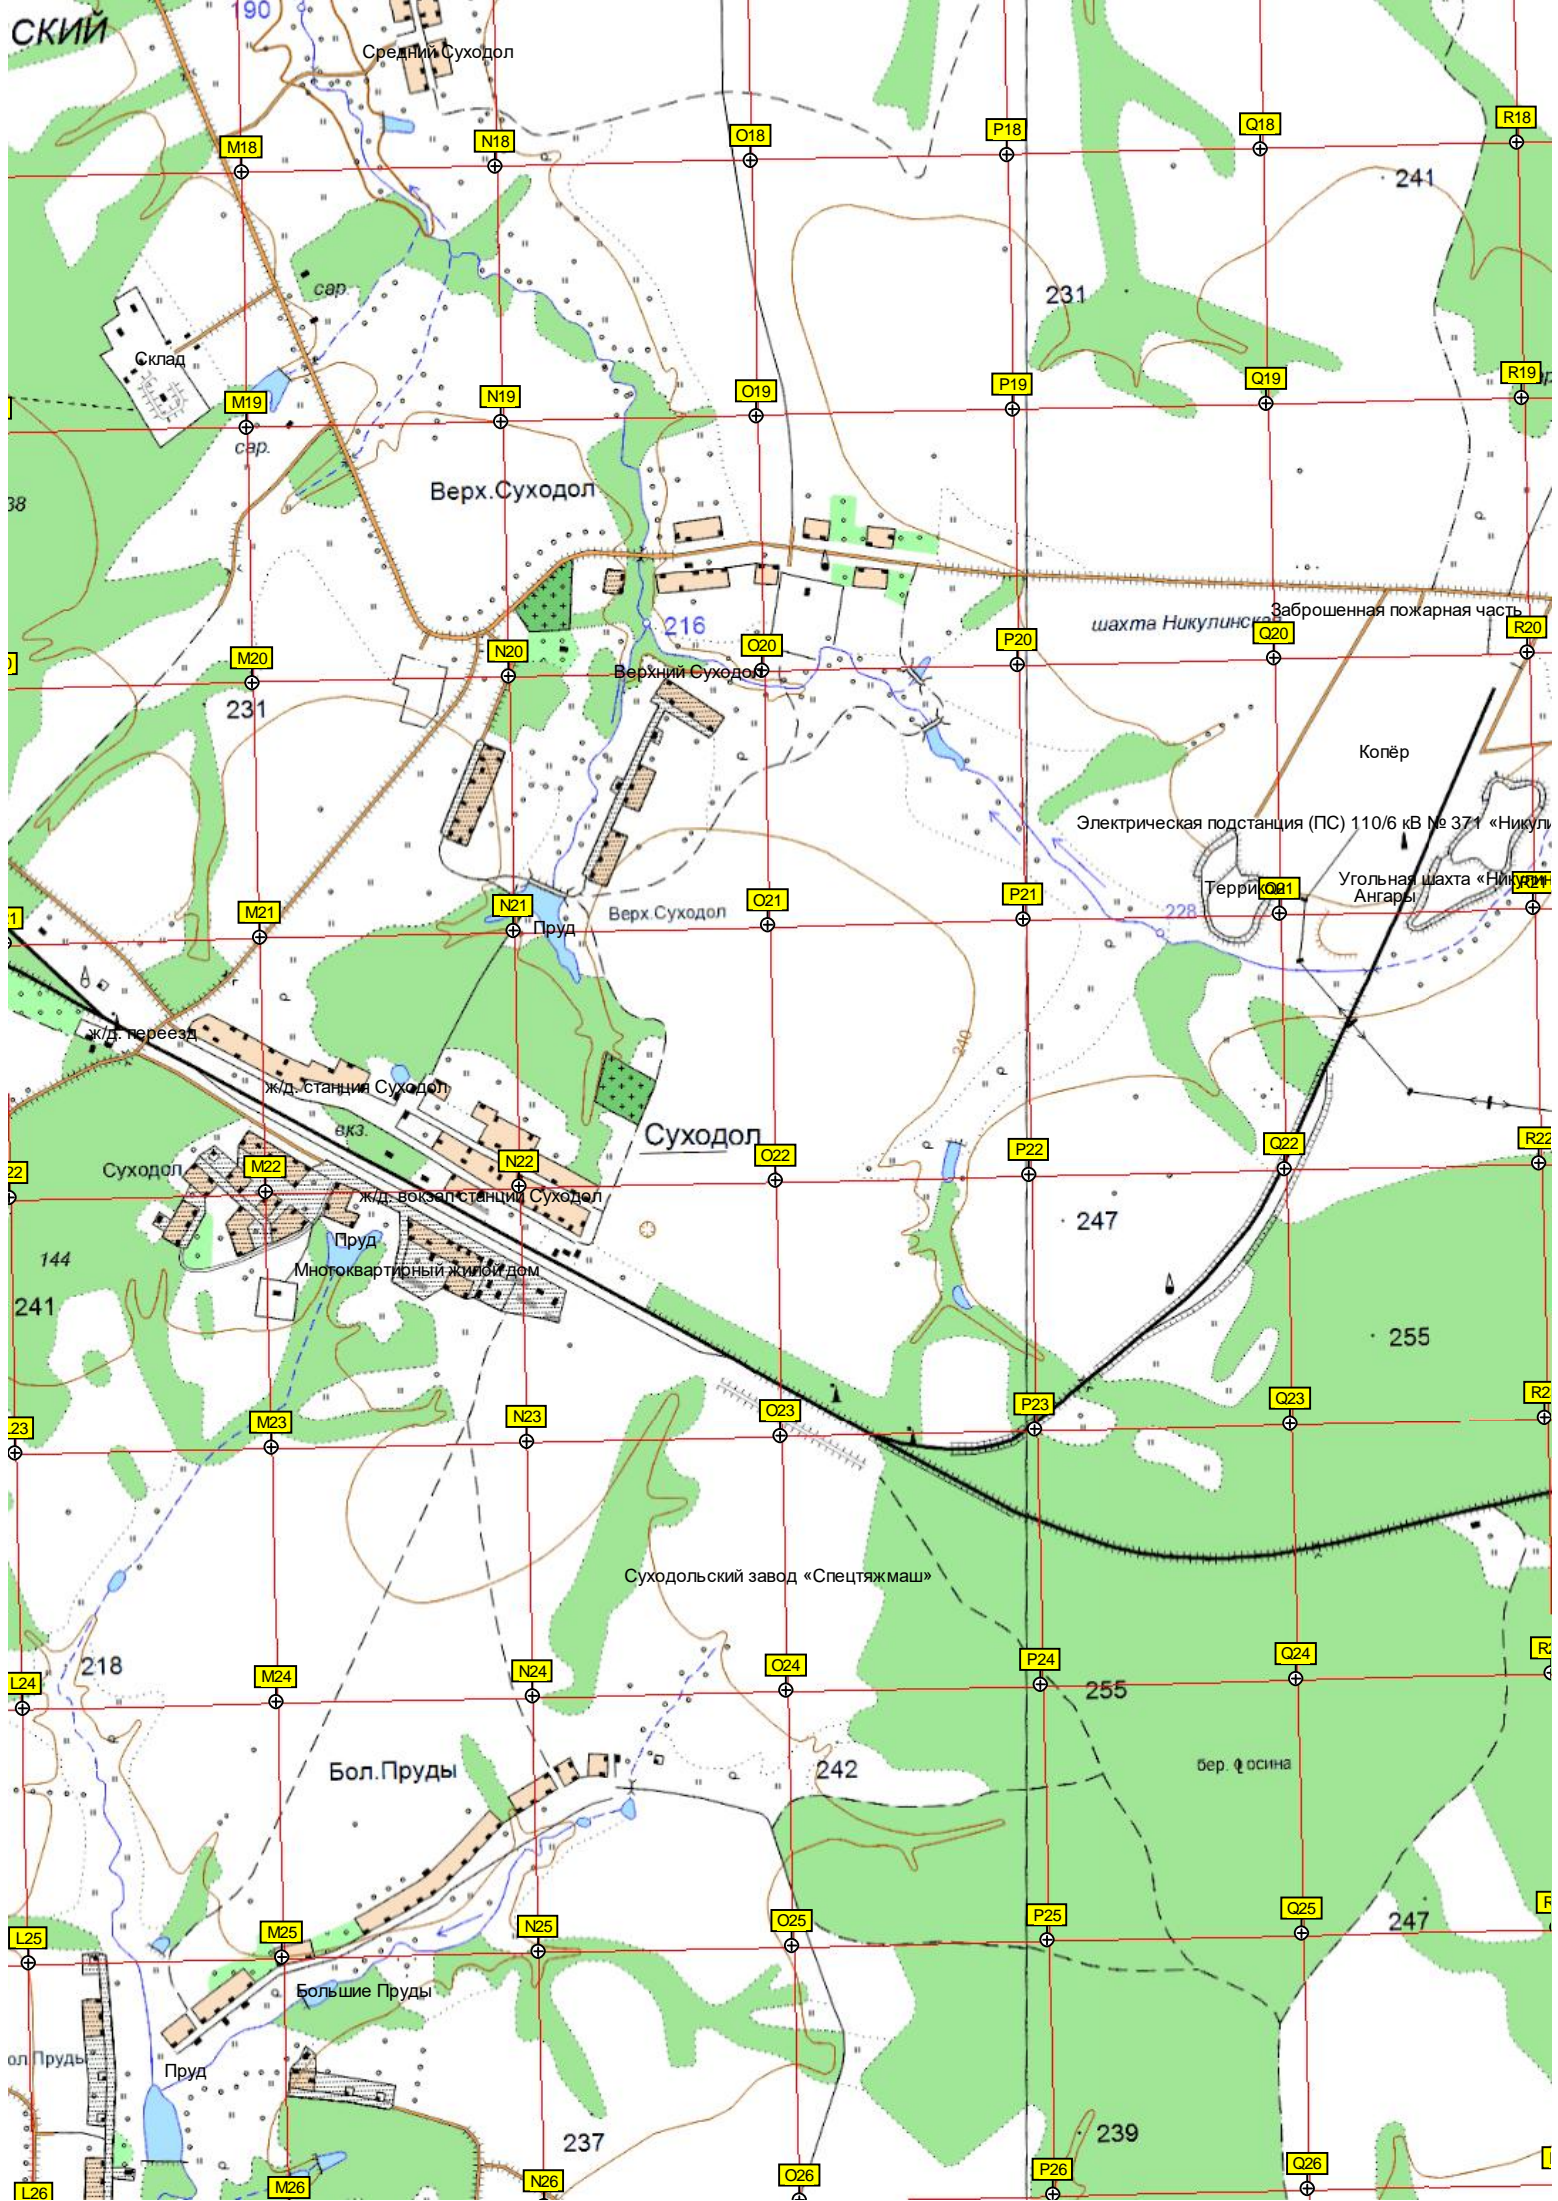 СКИЙ
190
Средний Суходол
M18
N18
O18
P18
Q18
R18
241
231
сар.
Склад
M19
N19
O19
P19
Q19
R19
сар.
38
Верх.Суходол
216
шахта Никулинская
Заброшенная пожарная часть
M20
N20
O20
P20
Q20
R20
Верхний Суходол
231
Копёр
Электрическая подстанция (ПС) 110/6 кВ № 371 «Никули
Террикон
Угольная шахта «Никулин
Ангары
M21
N21
O21
P21
Q21
R21
Верх.Суходол
228
Пруд
ж/д. переезд
240
ж/д. станция Суходол
вкз.
Суходол
Суходол
22
M22
N22
O22
P22
Q22
R22
ж/д. вокзал станции Суходол
247
Пруд
144
Многоквартирный жилой дом
241
255
.23
M23
N23
O23
P23
Q23
R2
Суходольский завод «Спецтяжмаш»
218
L24
M24
N24
O24
P24
Q24
R2
255
Бол.Пруды
242
бер. осина
L25
M25
N25
O25
P25
Q25
R
247
Большие Пруды
ол.Пруды
Пруд
237
239
L26
M26
N26
O26
P26
Q26